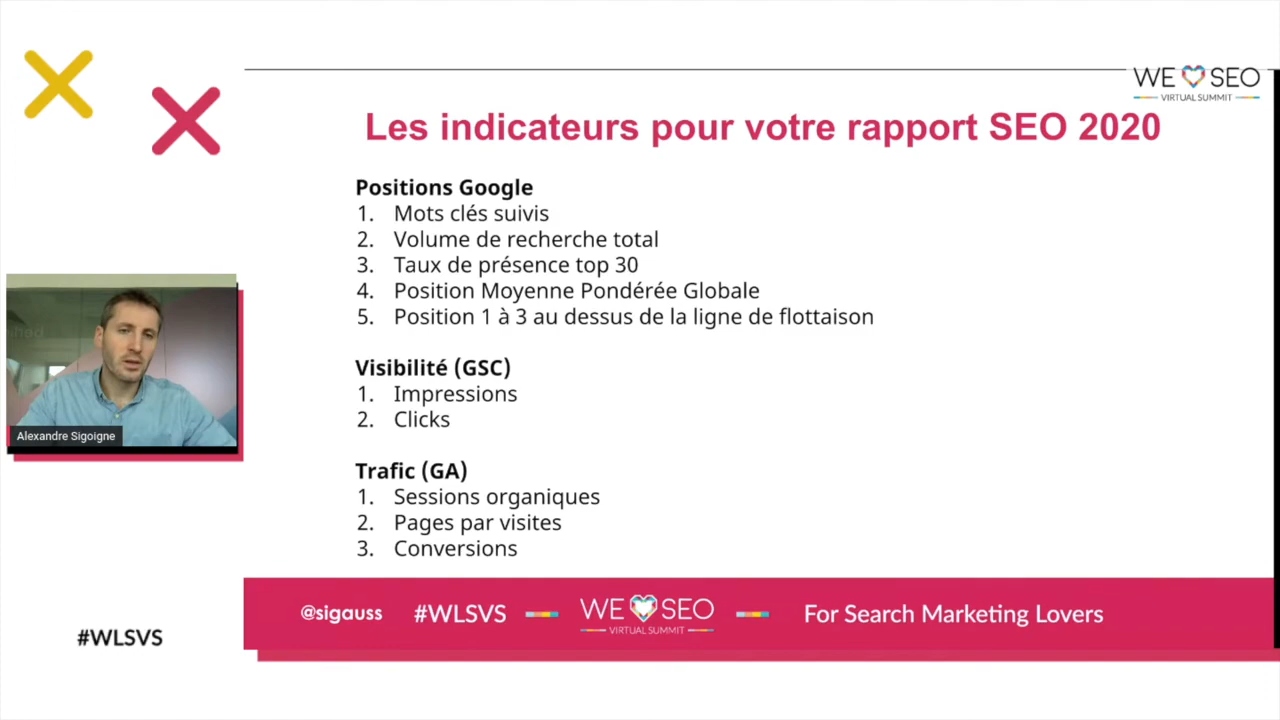 WE SEO
VIRTUAL SUMMIT
Les indicateurs pour votre rapport SEO 2020
Positions Google
1. Mots clés suivis
2. Volume de recherche total
3. Taux de présence top 30
4. Position Moyenne Pondérée Globale
5. Position 1 à 3 au dessus de la ligne de flottaison
Visibilité (GSC)
1. Impressions
2. Clicks
Trafic (GA)
1. Sessions organiques
2. Pages par visites
3. Conversions
Alexandre Sigoigne
@sigauss #WLSVS WE SEO For Search Marketing Lovers
VIRTUAL SUMMIT
#WLSVS